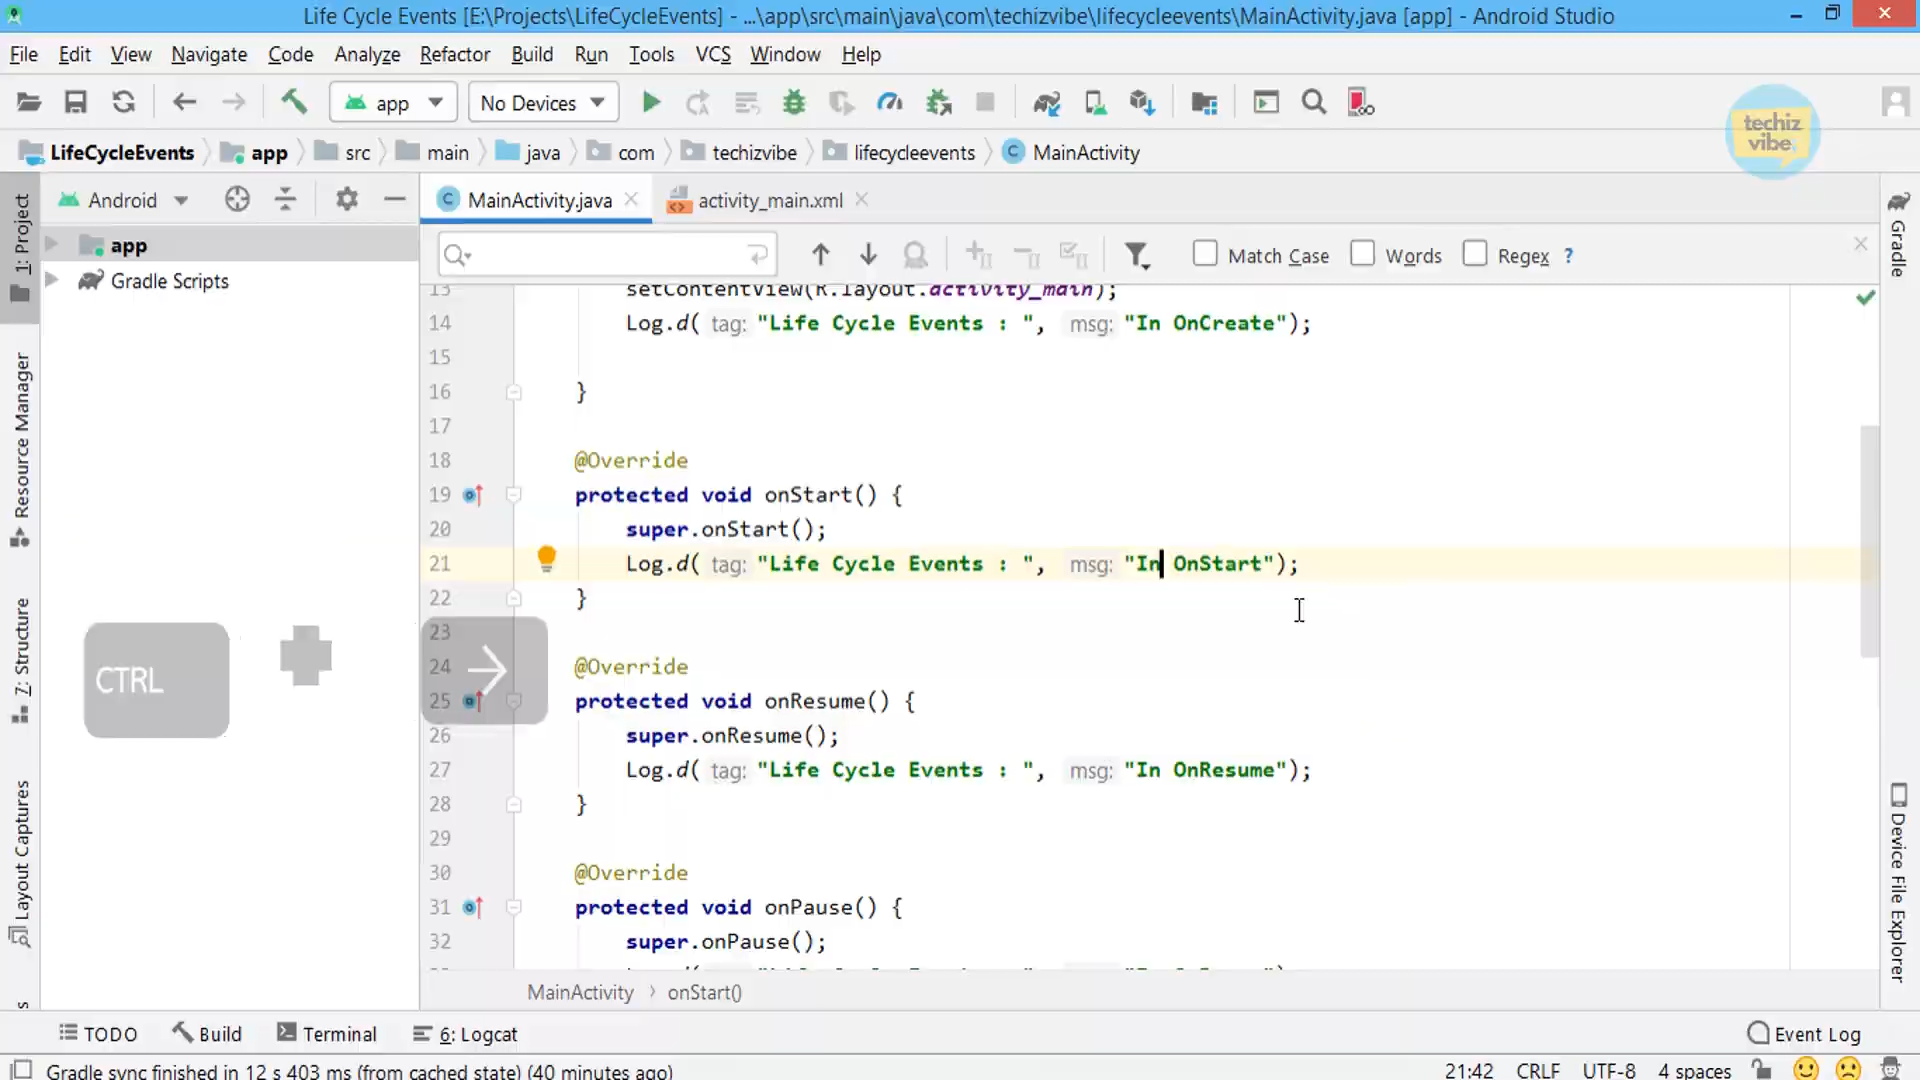 Life Cycle Events [E:\Projects\LifeCycleEvents] - ...\app\src\main\java\com\techizvibe\lifecycleevents\MainActivity.java [app] - Android Studio
File Edit View Navigate Code Analyze Refactor Build Run Tools VCS Window Help
app No Devices
techiz
vibe
LifeCycleEvents app src main java com techizvibe lifecycleevents MainActivity
Android
MainActivity.java
activity_main.xml
Match Case Words Regex ?
app
Gradle Scripts
1: Project
Resource Manager
7: Structure
Layout Captures
Gradle
Device File Explorer
13 setContentView(R.layout.activity_main);
14 Log.d( tag: "Life Cycle Events : ", msg: "In OnCreate");
15
16 }
17
18 @Override
19 protected void onStart() {
20 super.onStart();
21 Log.d( tag: "Life Cycle Events : ", msg: "In OnStart");
22 }
23
24 @Override
25 protected void onResume() {
26 super.onResume();
27 Log.d( tag: "Life Cycle Events : ", msg: "In OnResume");
28 }
29
30 @Override
31 protected void onPause() {
32 super.onPause();
CTRL
MainActivity > onStart()
TODO Build Terminal 6: Logcat Event Log
Gradle sync finished in 12 s 403 ms (from cached state) (40 minutes ago) 21:42 CRLF UTF-8 4 spaces